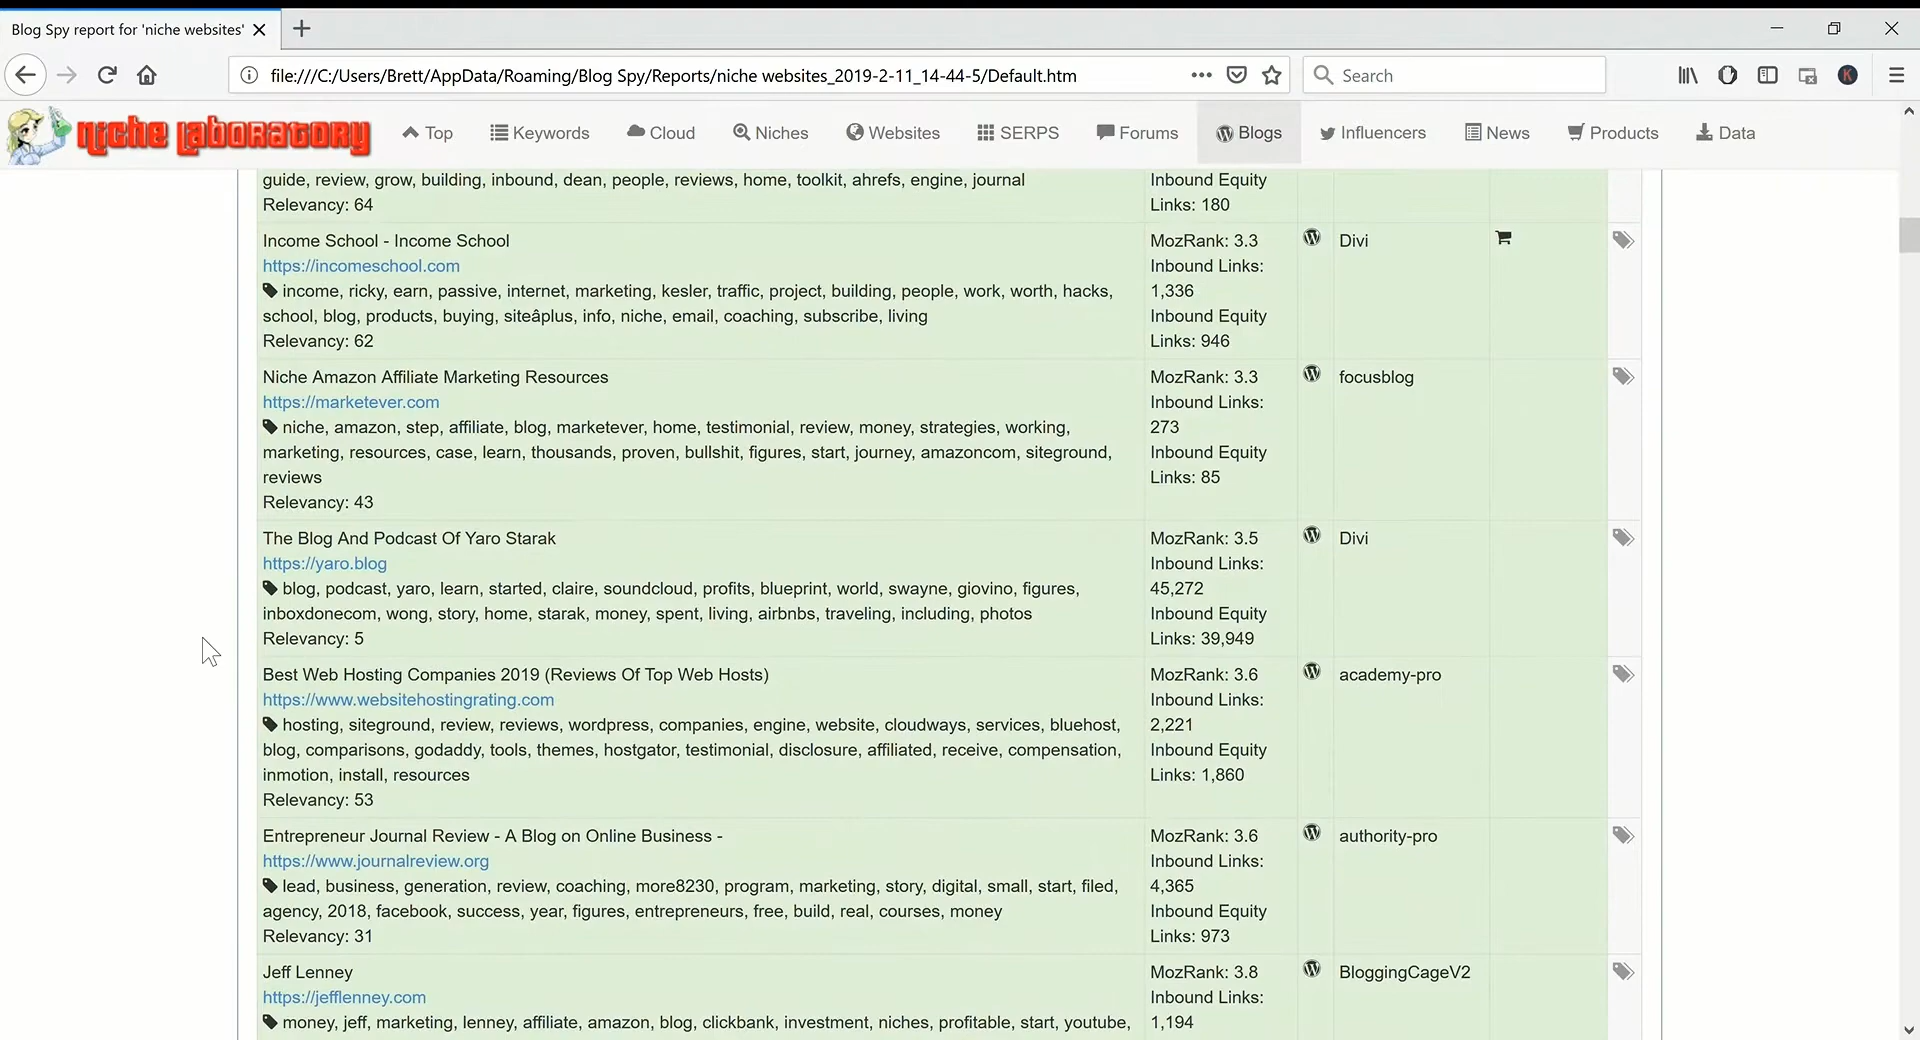 Blog Spy report for 'niche websites'
file:///C:/Users/Brett/AppData/Roaming/Blog Spy/Reports/niche websites_2019-2-11_14-44-5/Default.htm
Search
K
Niche Laboratory
Top
Keywords
Cloud
Niches
Websites
SERPS
Forums
Blogs
Influencers
News
Products
Data
guide, review, grow, building, inbound, dean, people, reviews, home, toolkit, ahrefs, engine, journal
Relevancy: 64
Inbound Equity
Links: 180
Income School - Income School
https://incomeschool.com
income, ricky, earn, passive, internet, marketing, kesler, traffic, project, building, people, work, worth, hacks,
school, blog, products, buying, siteâplus, info, niche, email, coaching, subscribe, living
Relevancy: 62
MozRank: 3.3
Inbound Links:
1,336
Inbound Equity
Links: 946
Divi
Niche Amazon Affiliate Marketing Resources
https://marketever.com
niche, amazon, step, affiliate, blog, marketever, home, testimonial, review, money, strategies, working,
marketing, resources, case, learn, thousands, proven, bullshit, figures, start, journey, amazoncom, siteground,
reviews
Relevancy: 43
MozRank: 3.3
Inbound Links:
273
Inbound Equity
Links: 85
focusblog
The Blog And Podcast Of Yaro Starak
https://yaro.blog
blog, podcast, yaro, learn, started, claire, soundcloud, profits, blueprint, world, swayne, giovino, figures,
inboxdonecom, wong, story, home, starak, money, spent, living, airbnbs, traveling, including, photos
Relevancy: 5
MozRank: 3.5
Inbound Links:
45,272
Inbound Equity
Links: 39,949
Divi
Best Web Hosting Companies 2019 (Reviews Of Top Web Hosts)
https://www.websitehostingrating.com
hosting, siteground, review, reviews, wordpress, companies, engine, website, cloudways, services, bluehost,
blog, comparisons, godaddy, tools, themes, hostgator, testimonial, disclosure, affiliated, receive, compensation,
inmotion, install, resources
Relevancy: 53
MozRank: 3.6
Inbound Links:
2,221
Inbound Equity
Links: 1,860
academy-pro
Entrepreneur Journal Review - A Blog on Online Business -
https://www.journalreview.org
lead, business, generation, review, coaching, more8230, program, marketing, story, digital, small, start, filed,
agency, 2018, facebook, success, year, figures, entrepreneurs, free, build, real, courses, money
Relevancy: 31
MozRank: 3.6
Inbound Links:
4,365
Inbound Equity
Links: 973
authority-pro
Jeff Lenney
https://jefflenney.com
money, jeff, marketing, lenney, affiliate, amazon, blog, clickbank, investment, niches, profitable, start, youtube,
MozRank: 3.8
Inbound Links:
1,194
BloggingCageV2